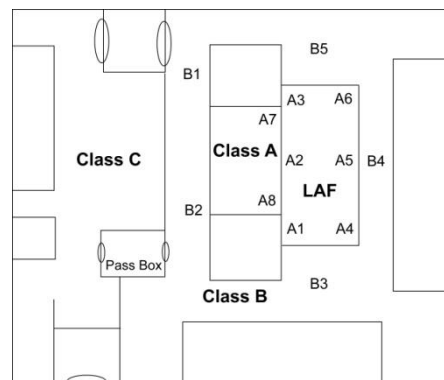 B5
B1
A3 A6
A7
Class C
Class A
A2 A5 B4
A8
LAF
B2
A1 A4
Pass Box
B3
Class B